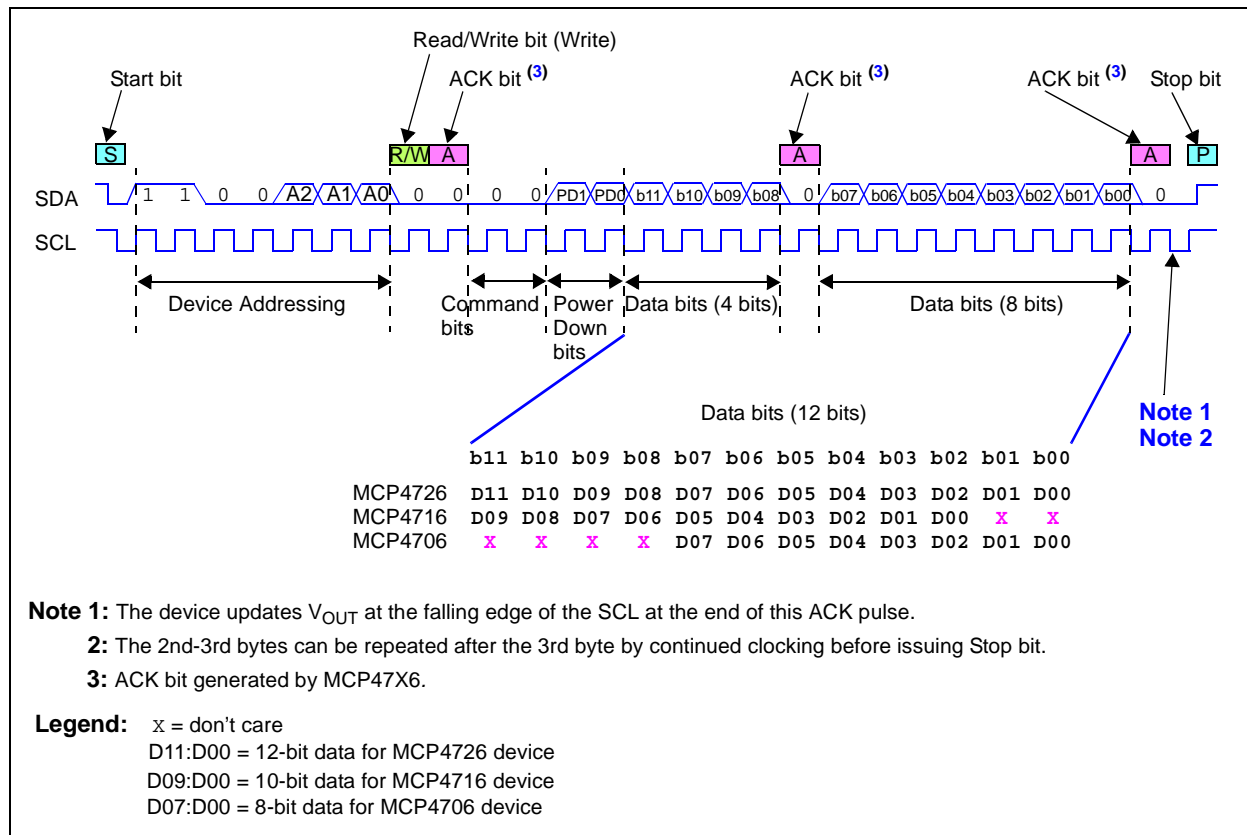 Read/Write bit (Write)
Start bit
ACK bit (3)
ACK bit (3)
ACK bit (3)
Stop bit
S
R/W
A
A
A
P
SDA 1 1 0 0 A2 A1 A0 0 0 0 0 PD1 PD0 b11 b10 b09 b08 0 b07 b06 b05 b04 b03 b02 b01 b00 0
SCL
Device Addressing
Command
bits
Power
Down
bits
Data bits (4 bits)
Data bits (8 bits)
Data bits (12 bits)
Note 1
Note 2
b11 b10 b09 b08 b07 b06 b05 b04 b03 b02 b01 b00
MCP4726 D11 D10 D09 D08 D07 D06 D05 D04 D03 D02 D01 D00
MCP4716 D09 D08 D07 D06 D05 D04 D03 D02 D01 D00 X X
MCP4706 X X X X D07 D06 D05 D04 D03 D02 D01 D00
Note 1: The device updates VOUT at the falling edge of the SCL at the end of this ACK pulse.
2: The 2nd-3rd bytes can be repeated after the 3rd byte by continued clocking before issuing Stop bit.
3: ACK bit generated by MCP47X6.
Legend: X = don't care
D11:D00 = 12-bit data for MCP4726 device
D09:D00 = 10-bit data for MCP4716 device
D07:D00 = 8-bit data for MCP4706 device